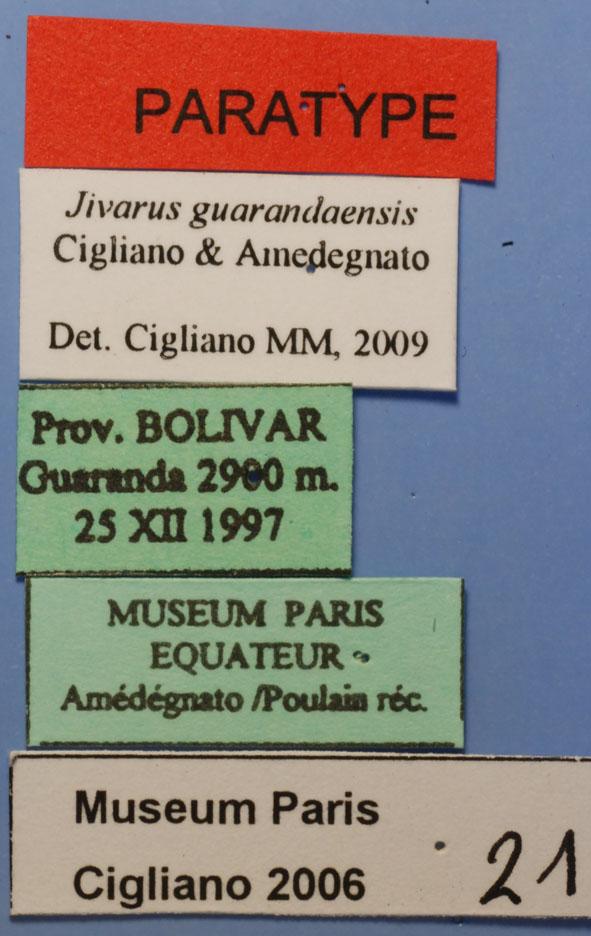 PARATYPE
Jivarus guarandaensis
Cigliano & Amedegnato
Det. Cigliano MM, 2009
Prov. BOLIVAR
Guaranda 2900 m.
25 XII 1997
MUSEUM PARIS
EQUATEUR
Amédégnato /Poulain réc.
Museum Paris
Cigliano 2006 21